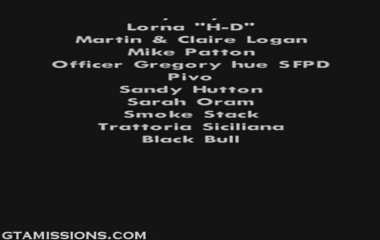 Lorna "H-D"
Martin & Claire Logan
Mike Patton
Officer Gregory hue SFPD
Pivo
Sandy Hutton
Sarah Oram
Smoke Stack
Trattoria Siciliana
Black Bull
GTAMISSIONS.COM